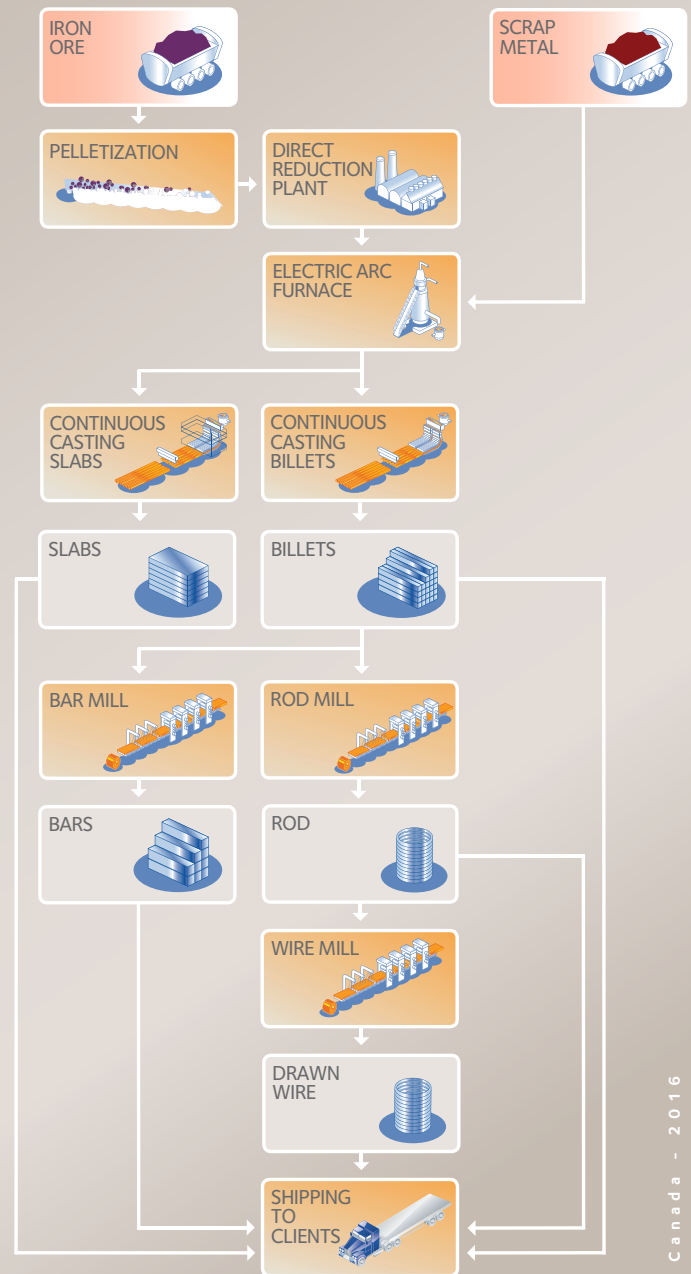 IRON
ORE
SCRAP
METAL
PELLETIZATION
DIRECT
REDUCTION
PLANT
ELECTRIC ARC
FURNACE
CONTINUOUS
CASTING
SLABS
CONTINUOUS
CASTING
BILLETS
SLABS
BILLETS
BAR MILL
ROD MILL
BARS
ROD
WIRE MILL
DRAWN
WIRE
SHIPPING
TO
CLIENTS
Canada - 2016